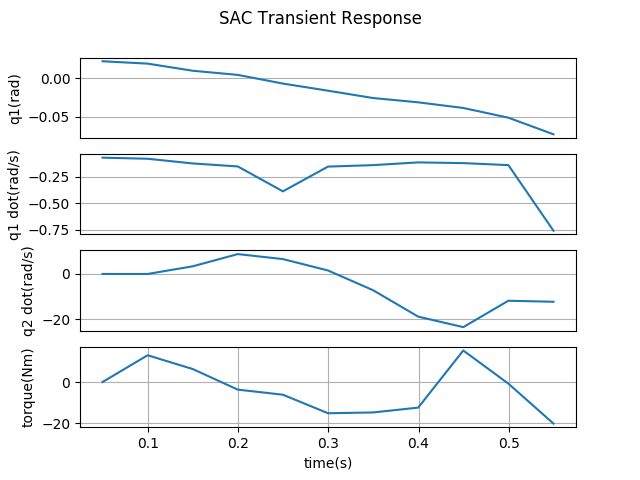 SAC Transient Response
q1(rad)
0.00
−0.05
q1 dot(rad/s)
−0.25
−0.50
−0.75
q2 dot(rad/s)
0
−20
torque(Nm)
0
−20
0.1 0.2 0.3 0.4 0.5
time(s)